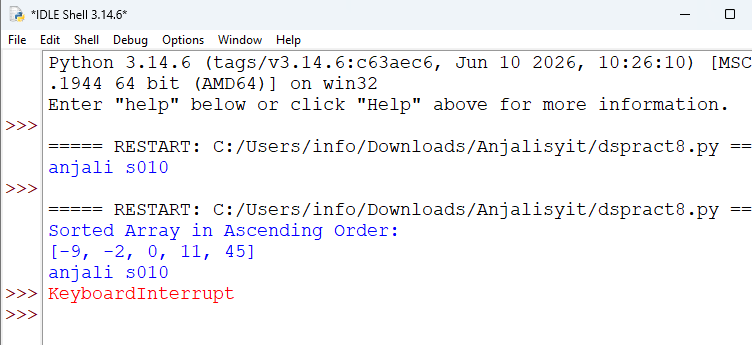 *IDLE Shell 3.14.6*
File Edit Shell Debug Options Window Help
Python 3.14.6 (tags/v3.14.6:c63aec6, Jun 10 2026, 10:26:10) [MSC
.1944 64 bit (AMD64)] on win32
Enter "help" below or click "Help" above for more information.
>>>
===== RESTART: C:/Users/info/Downloads/Anjalisyit/dspract8.py ==
anjali s010
>>>
===== RESTART: C:/Users/info/Downloads/Anjalisyit/dspract8.py ==
Sorted Array in Ascending Order:
[-9, -2, 0, 11, 45]
anjali s010
>>> KeyboardInterrupt
>>>